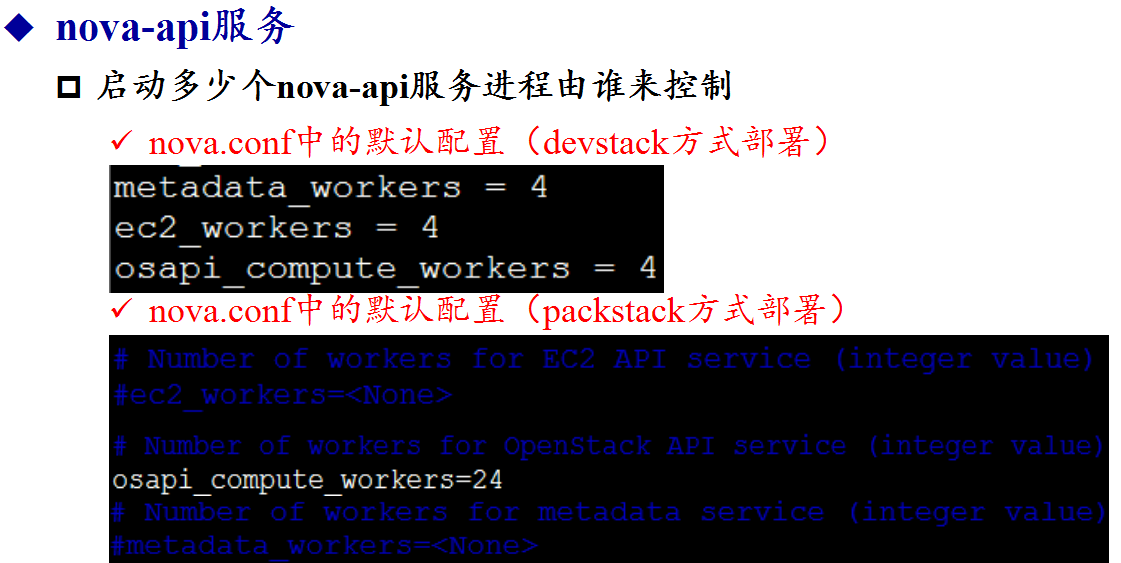 nova-api服务
启动多少个nova-api服务进程由谁来控制
nova.conf中的默认配置（devstack方式部署）
metadata_workers = 4
ec2_workers = 4
osapi_compute_workers = 4
nova.conf中的默认配置（packstack方式部署）
# Number of workers for EC2 API service (integer value)
#ec2_workers=<None>
# Number of workers for OpenStack API service (integer value)
osapi_compute_workers=24
# Number of workers for metadata service (integer value)
#metadata_workers=<None>